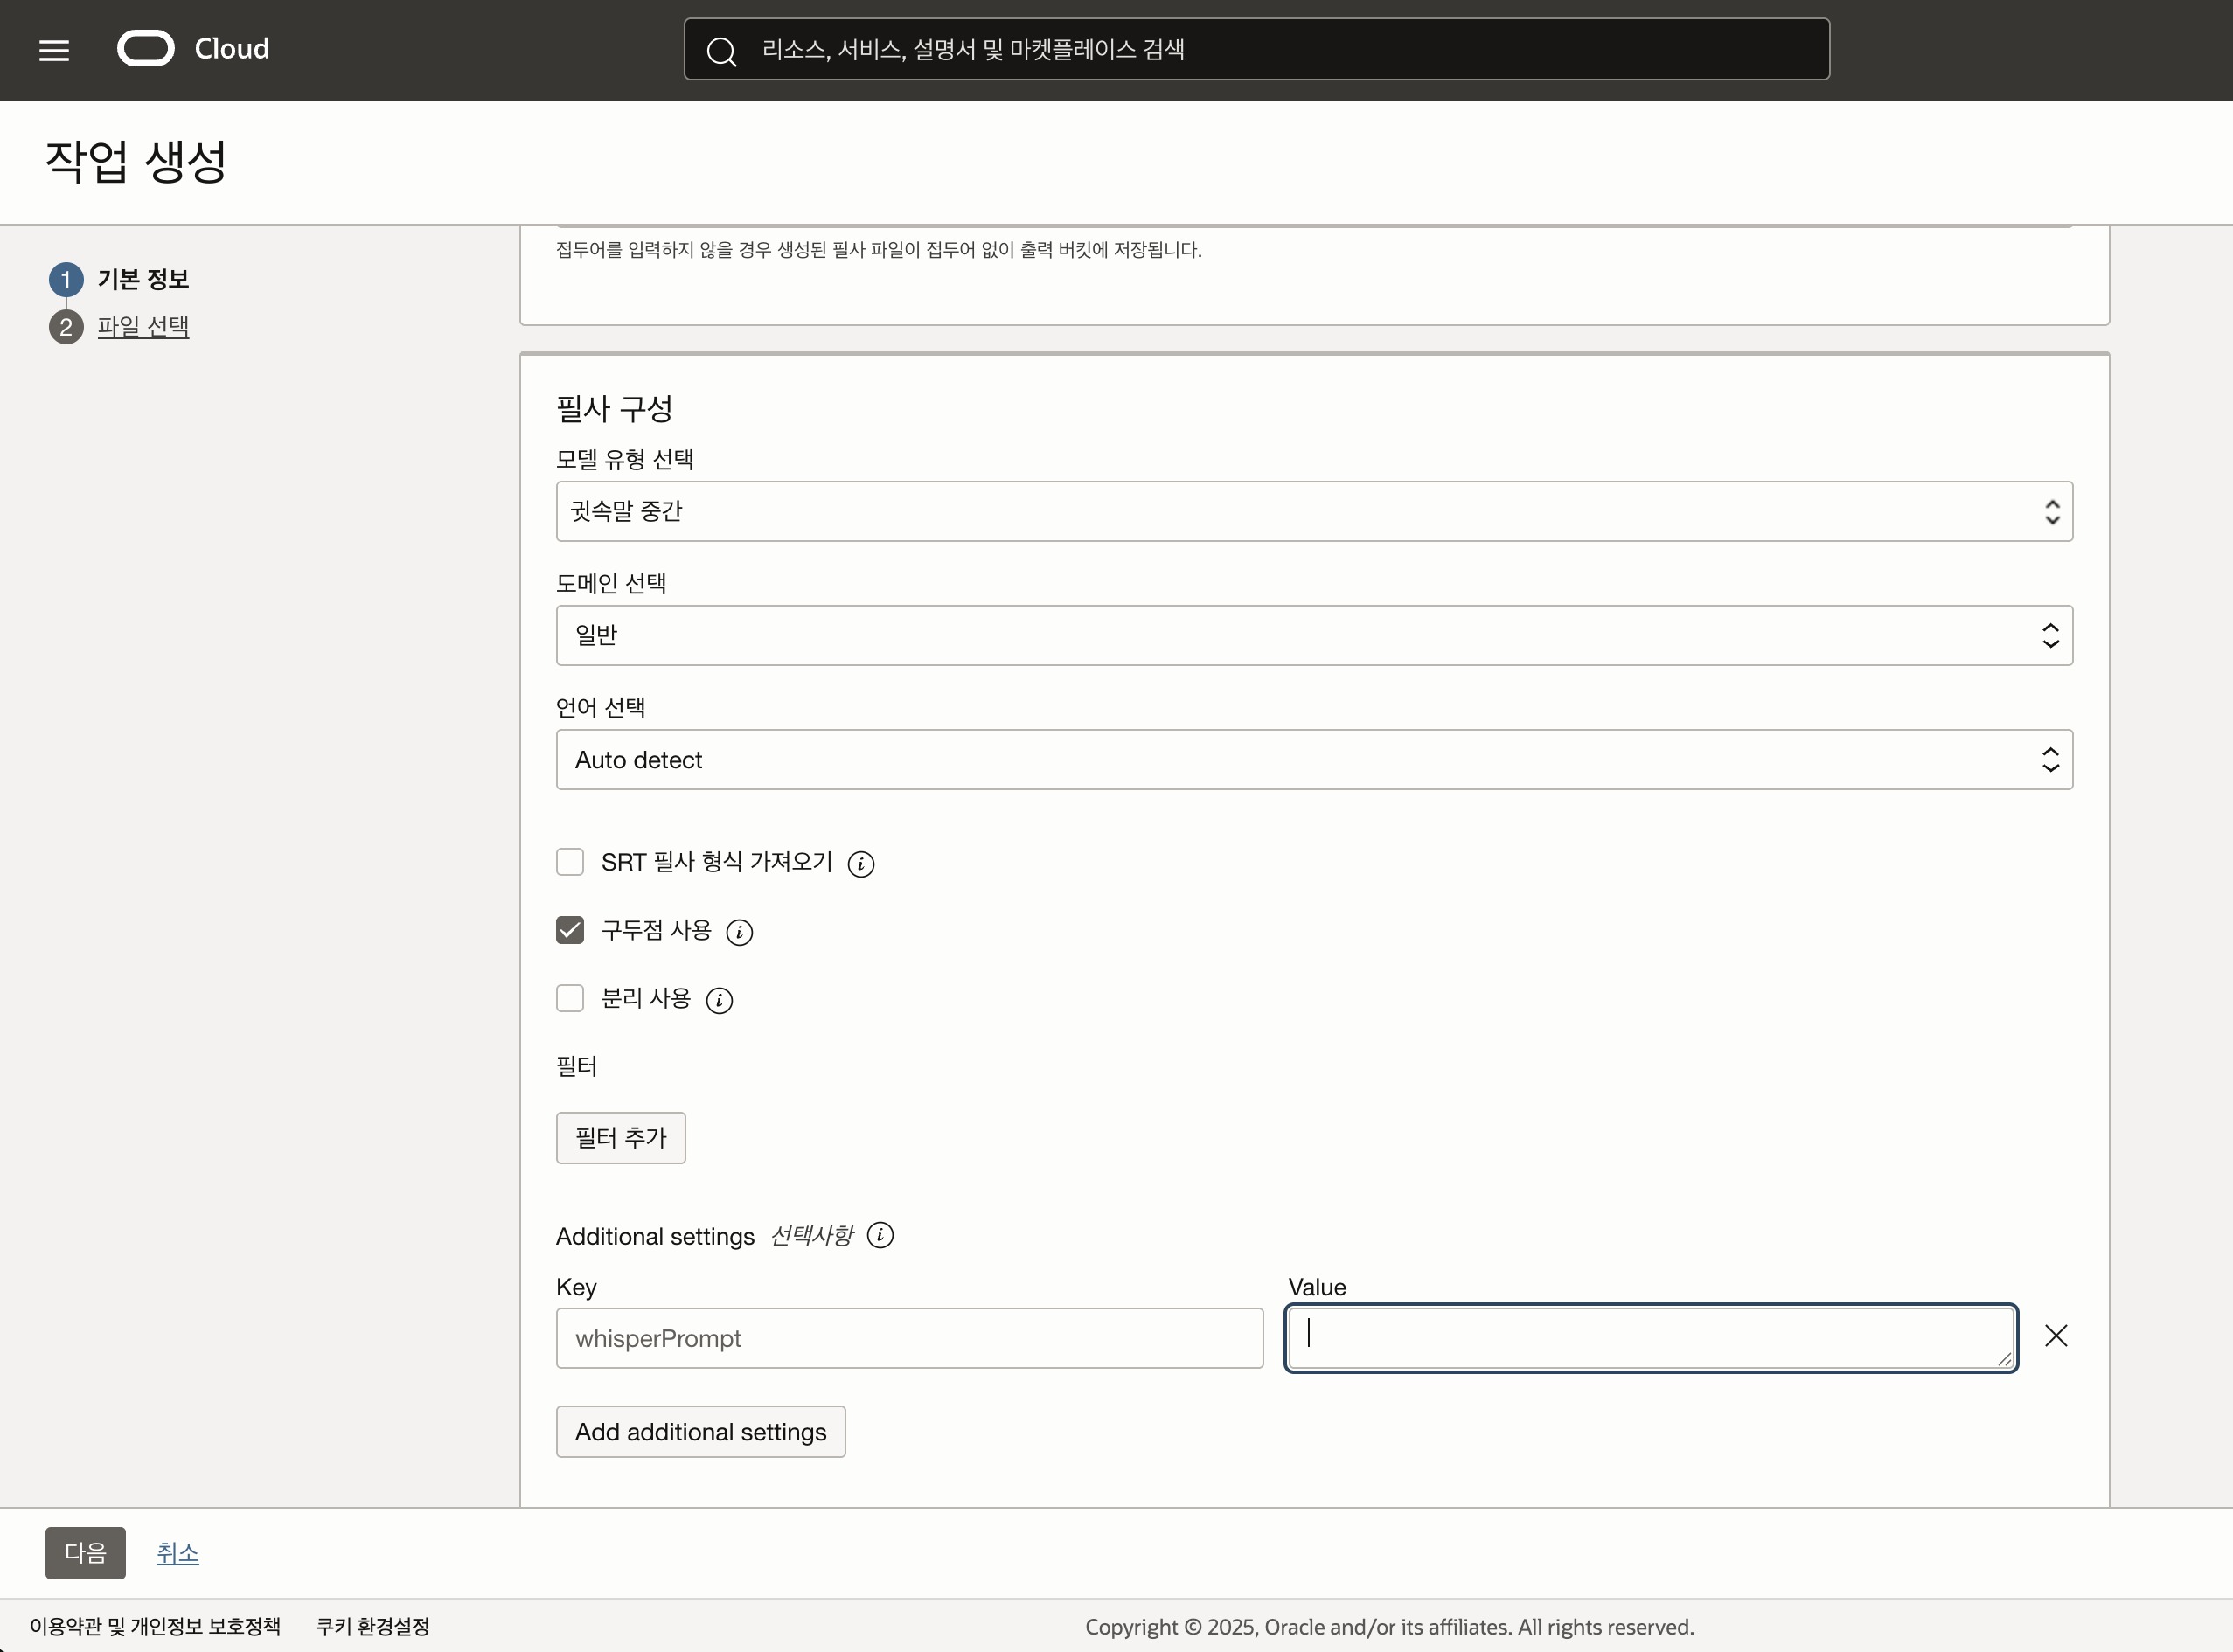 Cloud
리소스, 서비스, 설명서 및 마켓플레이스 검색
작업 생성
1 기본 정보
2 파일 선택
접두어를 입력하지 않을 경우 생성된 필사 파일이 접두어 없이 출력 버킷에 저장됩니다.
필사 구성
모델 유형 선택
귓속말 중간
도메인 선택
일반
언어 선택
Auto detect
SRT 필사 형식 가져오기
구두점 사용
분리 사용
필터
필터 추가
Additional settings 선택사항
Key Value
whisperPrompt
Add additional settings
다음 취소
이용약관 및 개인정보 보호정책 쿠키 환경설정 Copyright © 2025, Oracle and/or its affiliates. All rights reserved.